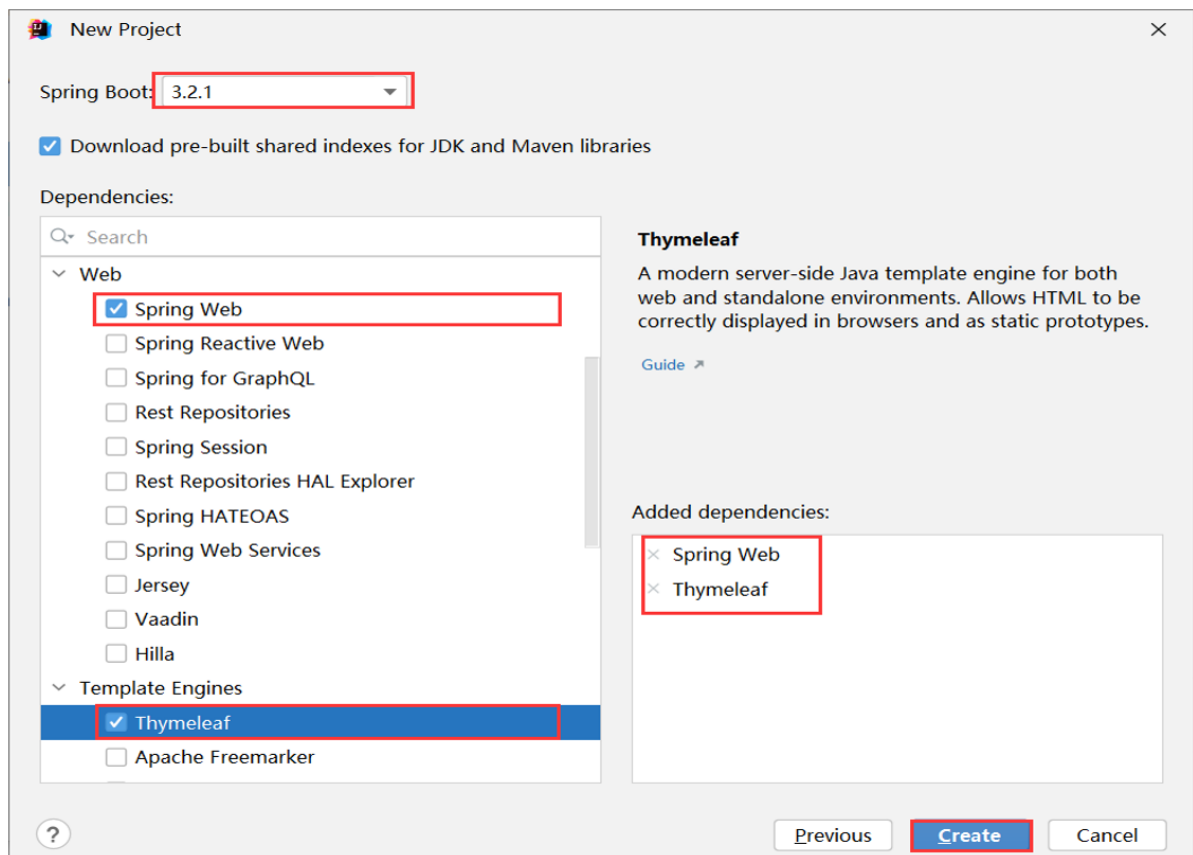 New Project
Spring Boot: 3.2.1
Download pre-built shared indexes for JDK and Maven libraries
Dependencies:
Search
Web
Spring Web
Spring Reactive Web
Spring for GraphQL
Rest Repositories
Spring Session
Rest Repositories HAL Explorer
Spring HATEOAS
Spring Web Services
Jersey
Vaadin
Hilla
Template Engines
Thymeleaf
Apache Freemarker
Thymeleaf
A modern server-side Java template engine for both
web and standalone environments. Allows HTML to be
correctly displayed in browsers and as static prototypes.
Guide
Added dependencies:
Spring Web
Thymeleaf
?
Previous
Create
Cancel